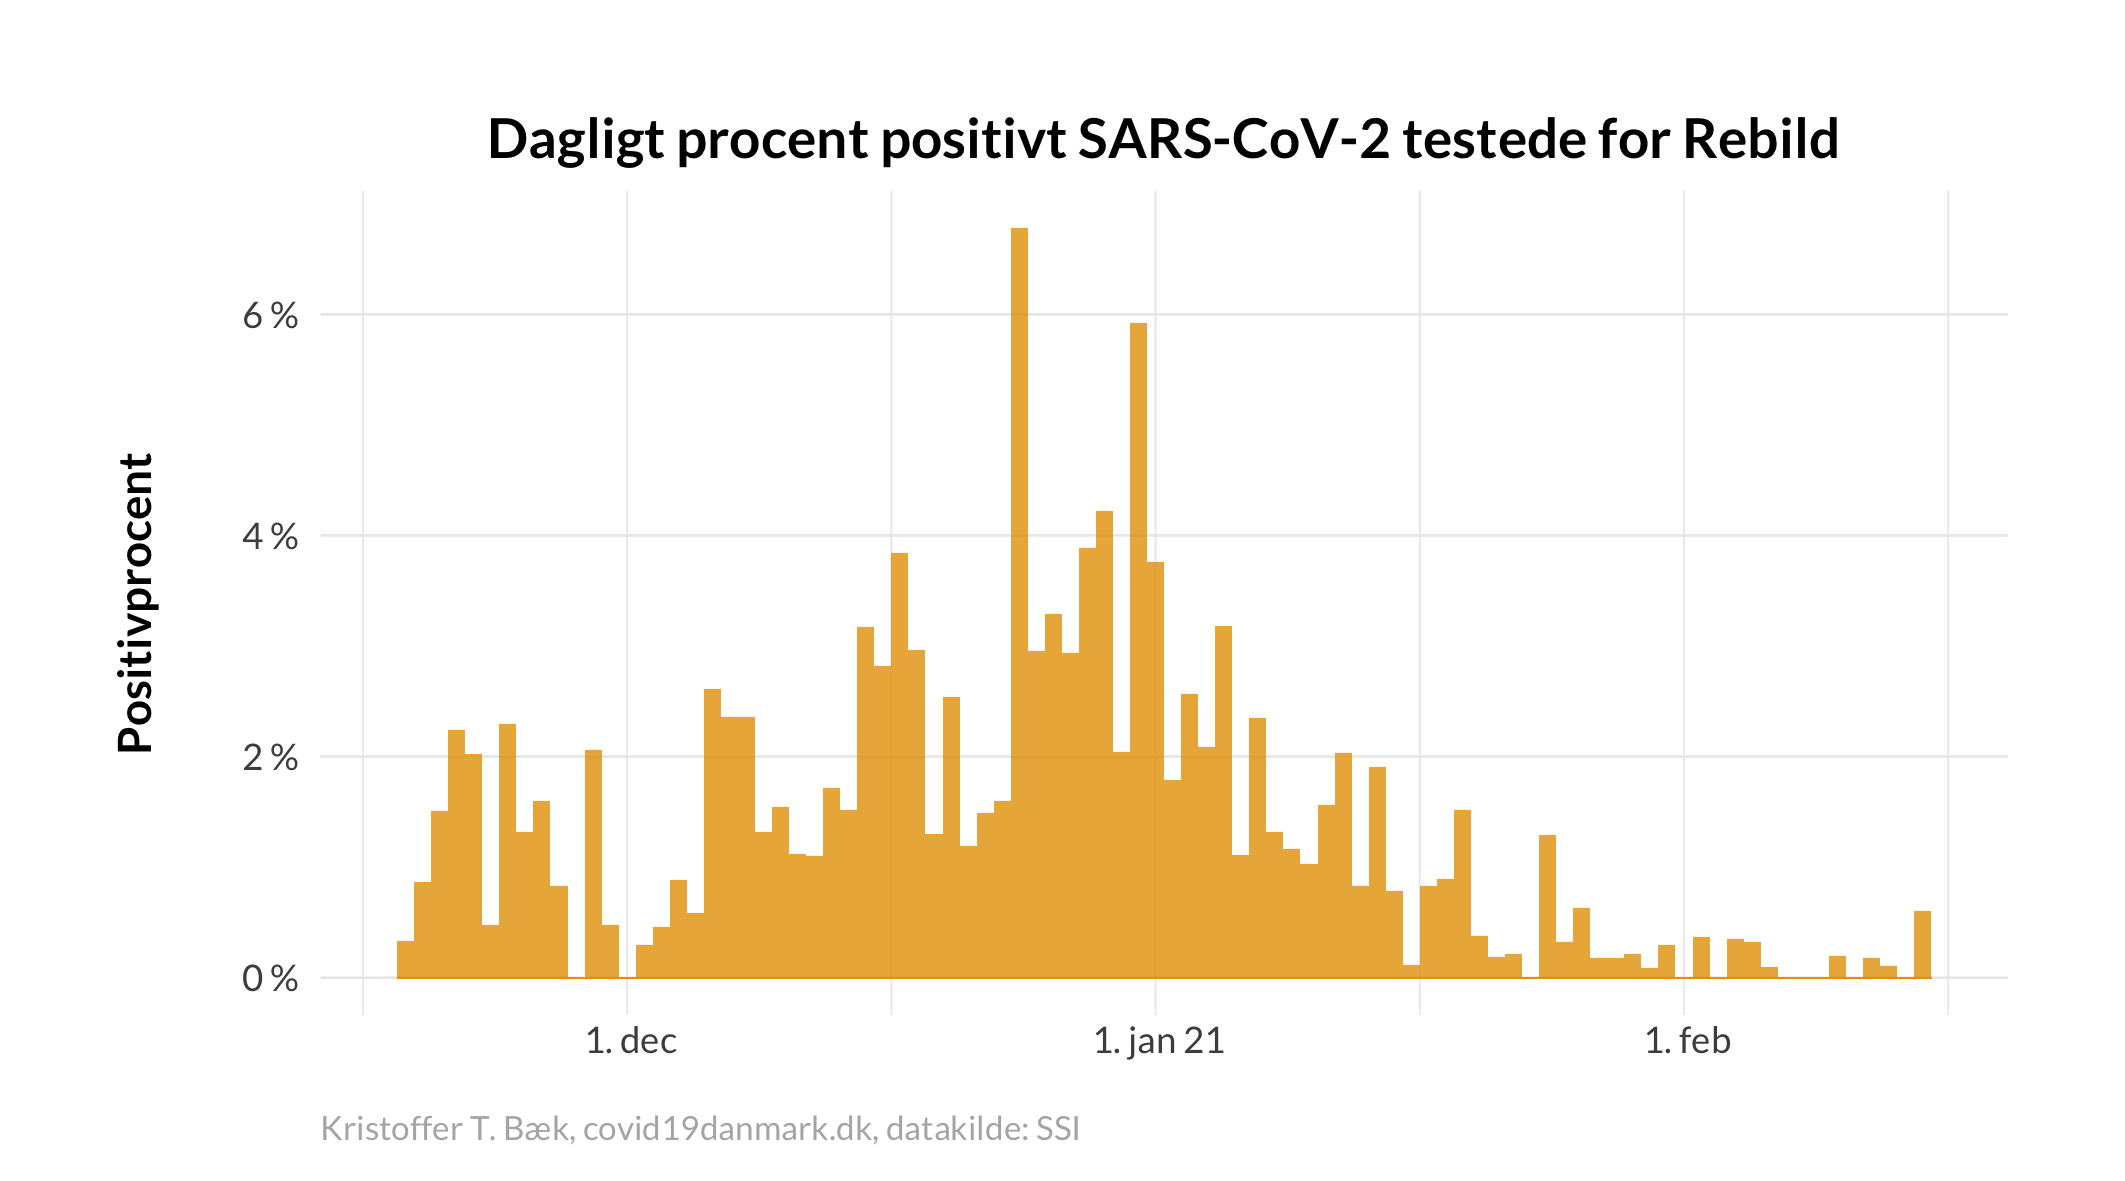 Dagligt procent positivt SARS-CoV-2 testede for Rebild
Positivprocent
6 %
4 %
2 %
0 %
1. dec
1. jan 21
1. feb
Kristoffer T. Bæk, covid19danmark.dk, datakilde: SSI